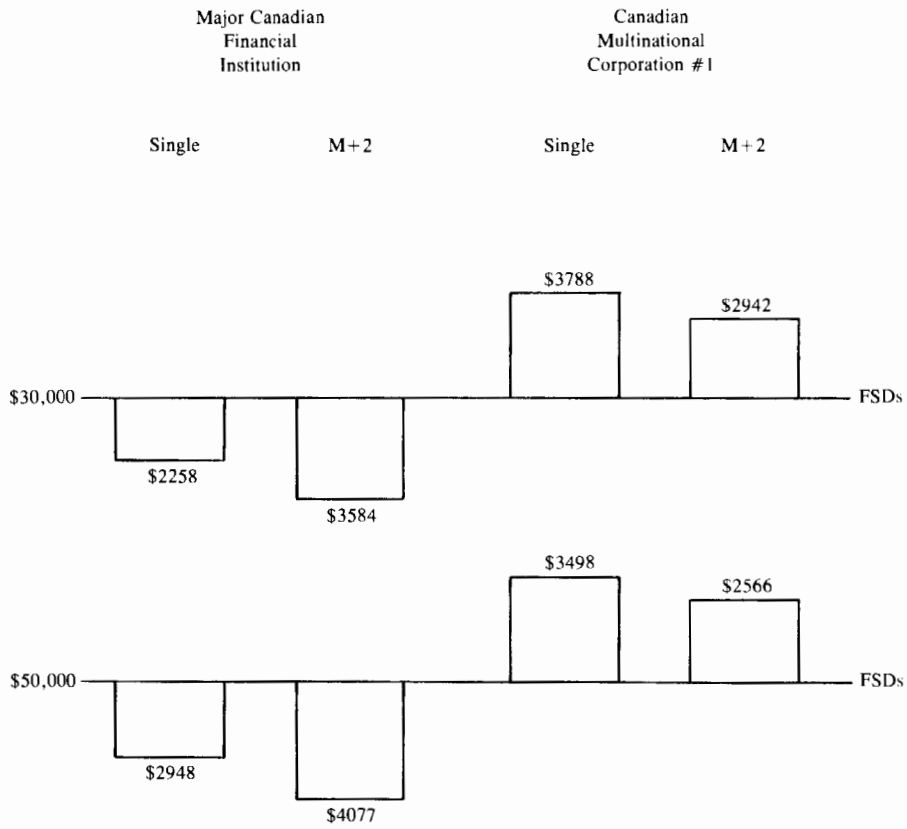 Major Canadian
Financial
Institution
Canadian
Multinational
Corporation #1
Single M+2 Single M+2
$3788
$2942
$30,000 FSDs
$2258
$3584
$3498
$2566
$50,000 FSDs
$2948
$4077